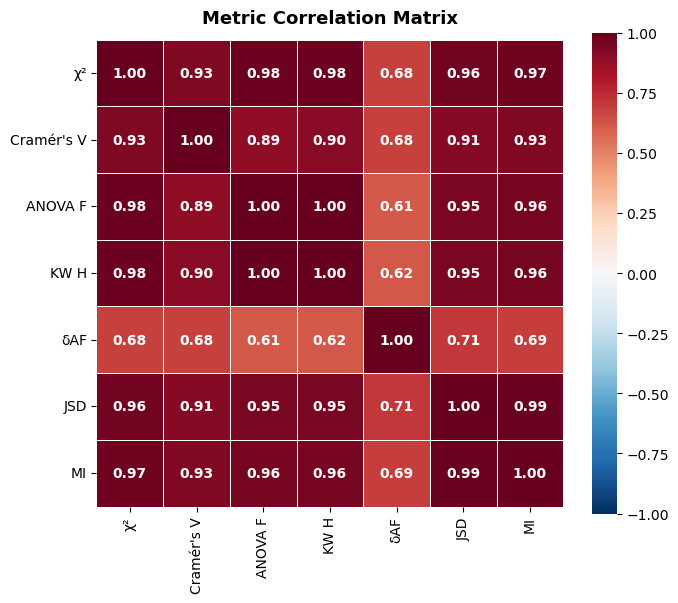 Metric Correlation Matrix
χ² 1.00 0.93 0.98 0.98 0.68 0.96 0.97
Cramér's V 0.93 1.00 0.89 0.90 0.68 0.91 0.93
ANOVA F 0.98 0.89 1.00 1.00 0.61 0.95 0.96
KW H 0.98 0.90 1.00 1.00 0.62 0.95 0.96
δAF 0.68 0.68 0.61 0.62 1.00 0.71 0.69
JSD 0.96 0.91 0.95 0.95 0.71 1.00 0.99
MI 0.97 0.93 0.96 0.96 0.69 0.99 1.00
χ² Cramér's V ANOVA F KW H δAF JSD MI
1.00
0.75
0.50
0.25
0.00
−0.25
−0.50
−0.75
−1.00